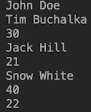 John Doe
Tim Buchalka
30
Jack Hill
21
Snow White
40
22